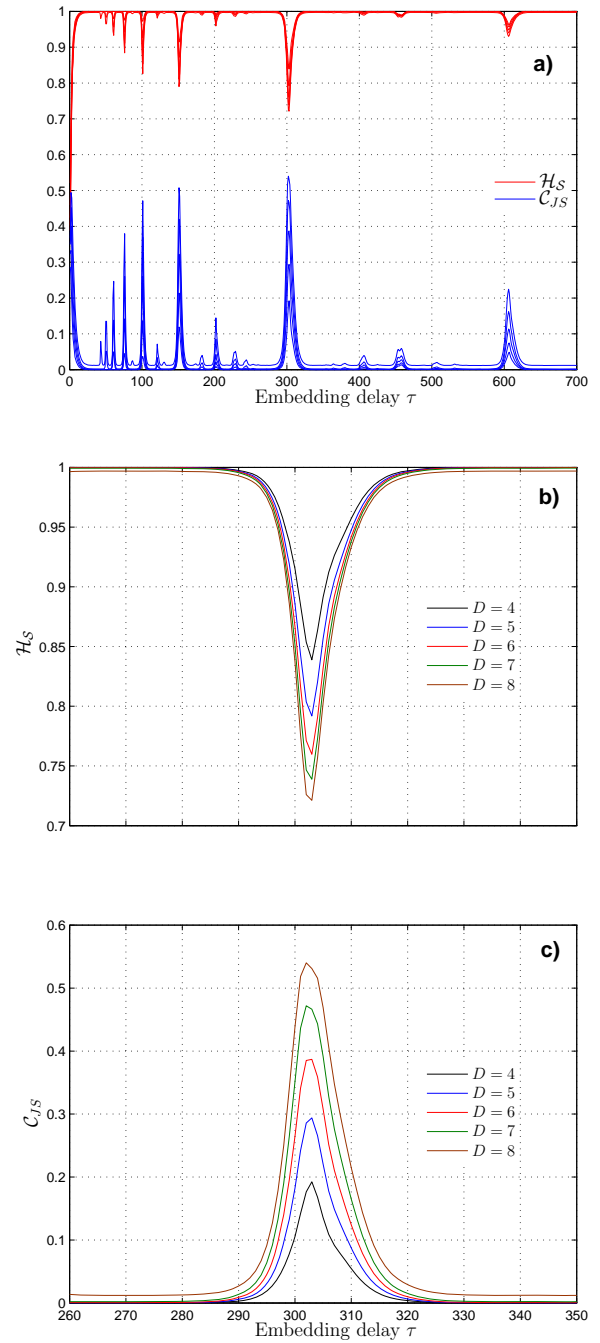 1
0.9
0.8
0.7
0.6
0.5
0.4
0.3
0.2
0.1
0
a)
H_S
C_JS
0 100 200 300 400 500 600 700
Embedding delay τ
1
0.95
0.9
0.85
0.8
0.75
0.7
H_S
b)
D = 4
D = 5
D = 6
D = 7
D = 8
0.6
0.5
0.4
0.3
0.2
0.1
0
C_JS
c)
D = 4
D = 5
D = 6
D = 7
D = 8
260 270 280 290 300 310 320 330 340 350
Embedding delay τ